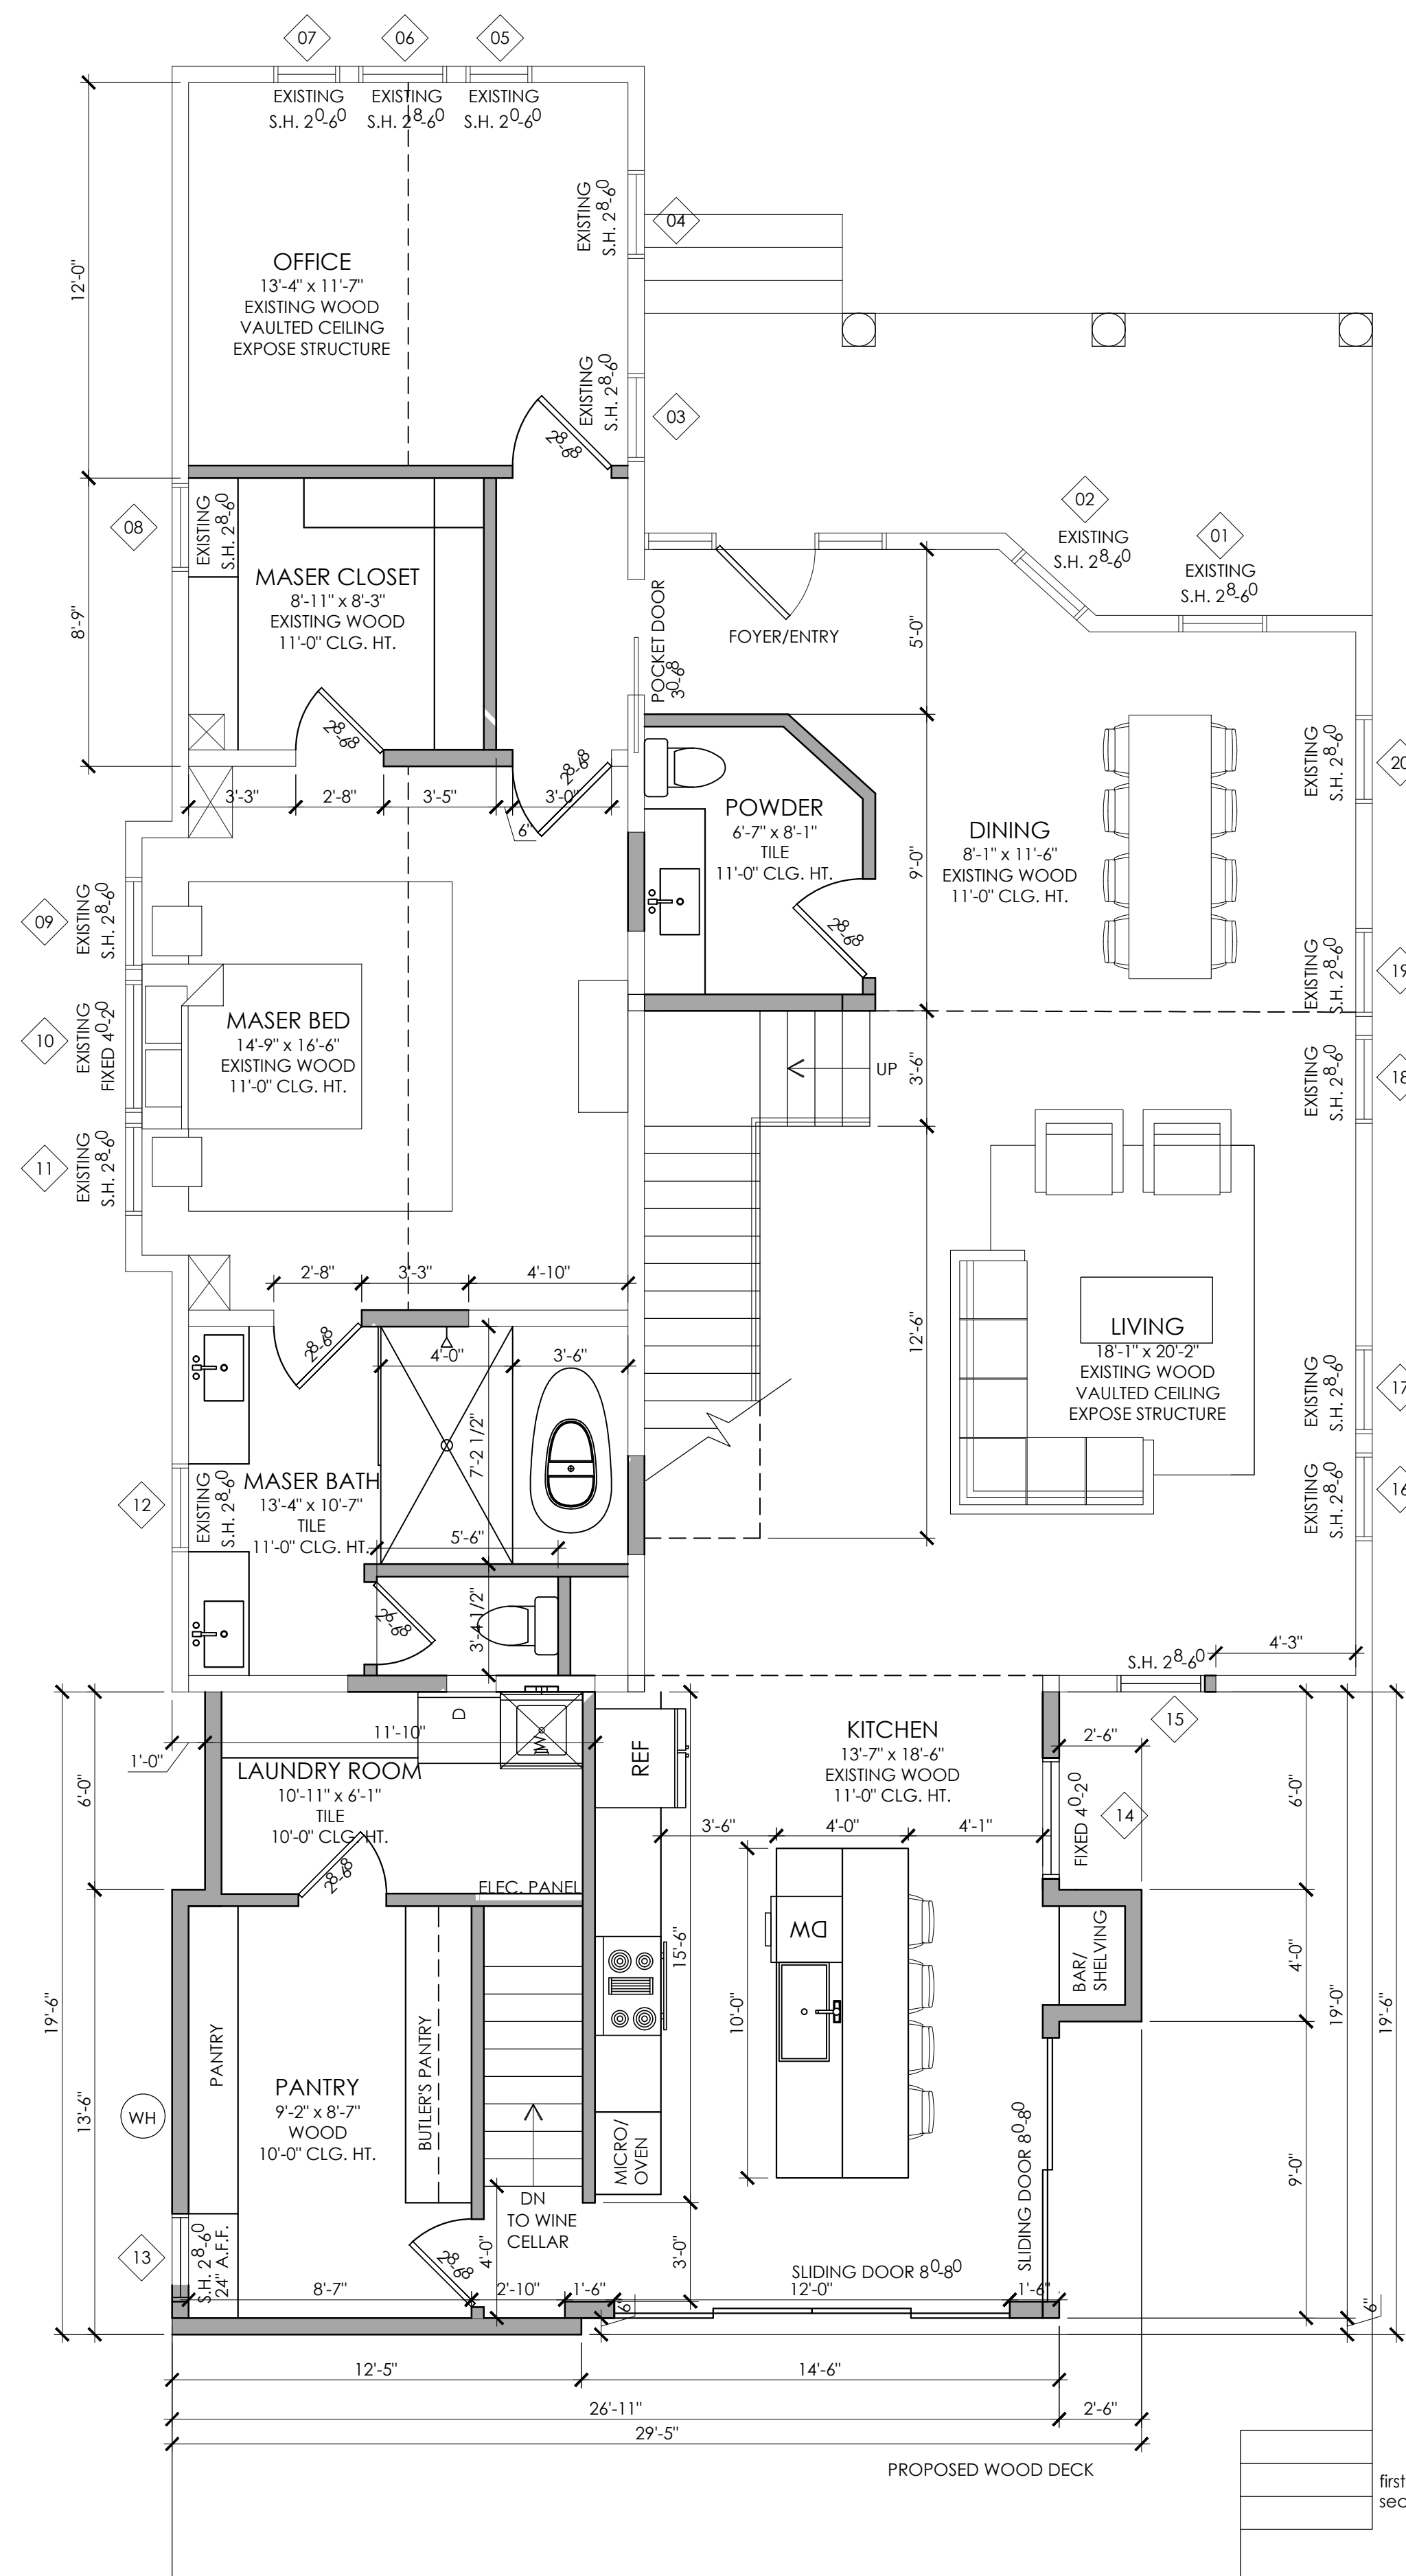 07
06
05
EXISTING
S.H. 2⁰-6⁰
EXISTING
S.H. 2⁸-6⁰
EXISTING
S.H. 2⁰-6⁰
12'-0"
EXISTING
S.H. 2⁸-6⁰
04
OFFICE
13'-4" x 11'-7"
EXISTING WOOD
VAULTED CEILING
EXPOSE STRUCTURE
EXISTING
S.H. 2⁸-6⁰
03
2⁸-6⁸
08
EXISTING
S.H. 2⁸-6⁰
02
EXISTING
S.H. 2⁸-6⁰
01
EXISTING
S.H. 2⁸-6⁰
8'-9"
MASER CLOSET
8'-11" x 8'-3"
EXISTING WOOD
11'-0" CLG. HT.
POCKET DOOR
3⁰-6⁸
FOYER/ENTRY
5'-0"
2⁸-6⁸
2⁸-6⁸
3'-3"
2'-8"
3'-5"
3'-0"
6"
POWDER
6'-7" x 8'-1"
TILE
11'-0" CLG. HT.
2⁸-6⁸
9'-0"
DINING
8'-1" x 11'-6"
EXISTING WOOD
11'-0" CLG. HT.
EXISTING
S.H. 2⁸-6⁰
20
EXISTING
S.H. 2⁸-6⁰
19
09
EXISTING
S.H. 2⁸-6⁰
10
EXISTING
FIXED 4⁰-2⁰
11
EXISTING
S.H. 2⁸-6⁰
MASER BED
14'-9" x 16'-6"
EXISTING WOOD
11'-0" CLG. HT.
UP
3'-6"
EXISTING
S.H. 2⁸-6⁰
18
2'-8"
3'-3"
4'-10"
2⁸-6⁸
4'-0"
3'-6"
7'-2 1/2"
12'-6"
LIVING
18'-1" x 20'-2"
EXISTING WOOD
VAULTED CEILING
EXPOSE STRUCTURE
EXISTING
S.H. 2⁸-6⁰
17
EXISTING
S.H. 2⁸-6⁰
16
12
EXISTING
S.H. 2⁸-6⁰
MASER BATH
13'-4" x 10'-7"
TILE
11'-0" CLG. HT.
5'-6"
2⁶-6⁸
3'-4 1/2"
4'-3"
S.H. 2⁸-6⁰
15
D
11'-10"
1'-0"
6'-0"
LAUNDRY ROOM
10'-11" x 6'-1"
TILE
10'-0" CLG. HT.
2⁸-6⁸
ELEC. PANEL
REF
KITCHEN
13'-7" x 18'-6"
EXISTING WOOD
11'-0" CLG. HT.
2'-6"
FIXED 4⁰-2⁰
14
6'-0"
3'-6"
4'-0"
4'-1"
DW
15'-6"
10'-0"
BAR/
SHELVING
4'-0"
19'-0"
19'-6"
19'-6"
13'-6"
WH
PANTRY
PANTRY
9'-2" x 8'-7"
WOOD
10'-0" CLG. HT.
BUTLER'S PANTRY
MICRO/
OVEN
DN
TO WINE
CELLAR
SLIDING DOOR 8⁰-8⁰
9'-0"
13
S.H. 2⁸-6⁰
24" A.F.F.
2⁸-6⁸
4'-0"
3'-0"
SLIDING DOOR 8⁰-8⁰
8'-7"
2'-10"
1'-6"
12'-0"
1'-6"
6"
6"
12'-5"
14'-6"
26'-11"
2'-6"
29'-5"
PROPOSED WOOD DECK
first